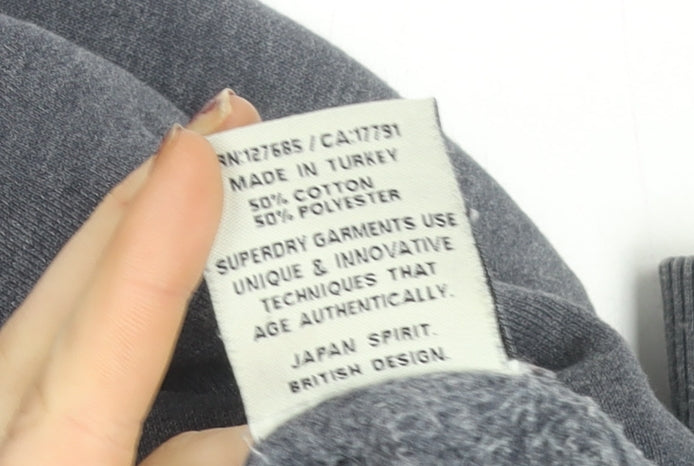 RN:127685 / CA:17791
MADE IN TURKEY
50% COTTON
50% POLYESTER
SUPERDRY GARMENTS USE
UNIQUE & INNOVATIVE
TECHNIQUES THAT
AGE AUTHENTICALLY.
JAPAN SPIRIT.
BRITISH DESIGN.